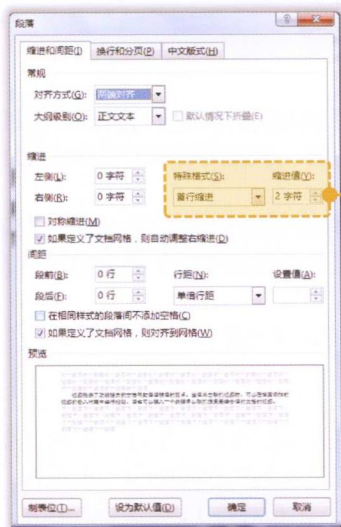 段落
缩进和间距(I) 换行和分页(P) 中文版式(H)
常规
对齐方式(G): 两端对齐
大纲级别(O): 正文文本 默认情况下折叠(E)
缩进
左侧(L): 0 字符 特殊格式(S): 缩进值(Y):
右侧(R): 0 字符 首行缩进 2 字符
对称缩进(M)
如果定义了文档网格，则自动调整右缩进(D)
间距
段前(B): 0 行 行距(N): 设置值(A):
段后(F): 0 行 单倍行距
在相同样式的段落间不添加空格(C)
如果定义了文档网格，则对齐到网格(W)
预览
制表位(T)... 设为默认值(D) 确定 取消